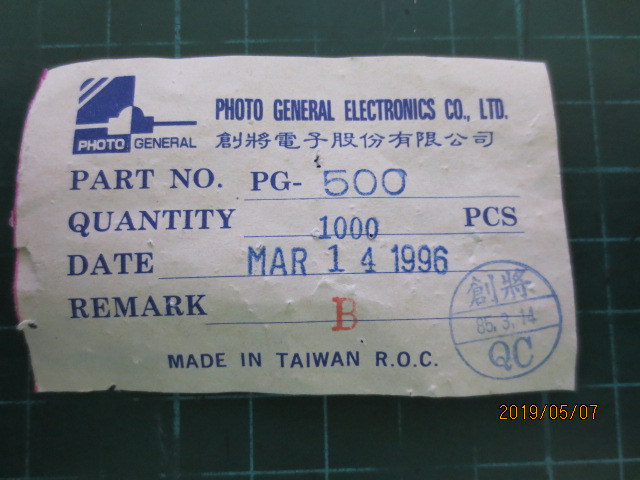 PHOTO GENERAL
PHOTO GENERAL ELECTRONICS CO., LTD.
創將電子股份有限公司
PART NO. PG- 500
QUANTITY 1000 PCS
DATE MAR 14 1996
REMARK B
創將
85.3.14
QC
MADE IN TAIWAN R.O.C.
2019/05/07